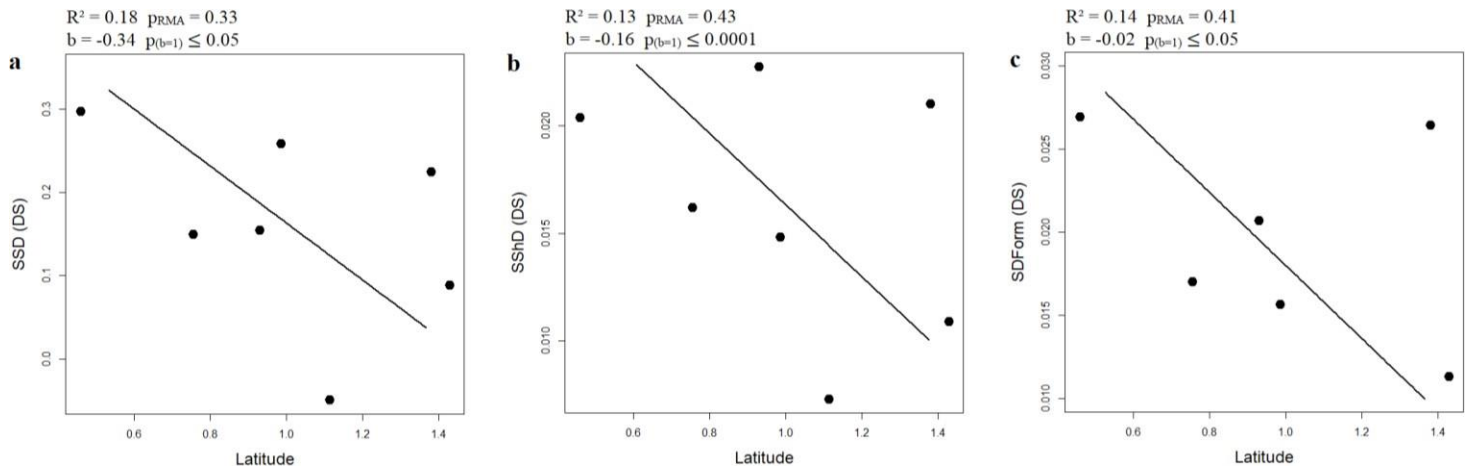 R² = 0.18 pRMA = 0.33
b = -0.34 p(b=1) ≤ 0.05
a
SSD (DS)
0.3
0.2
0.1
0.0
0.6 0.8 1.0 1.2 1.4
Latitude
R² = 0.13 pRMA = 0.43
b = -0.16 p(b=1) ≤ 0.0001
b
SShD (DS)
0.020
0.015
0.010
0.6 0.8 1.0 1.2 1.4
Latitude
R² = 0.14 pRMA = 0.41
b = -0.02 p(b=1) ≤ 0.05
c
SDForm (DS)
0.030
0.025
0.020
0.015
0.010
0.6 0.8 1.0 1.2 1.4
Latitude